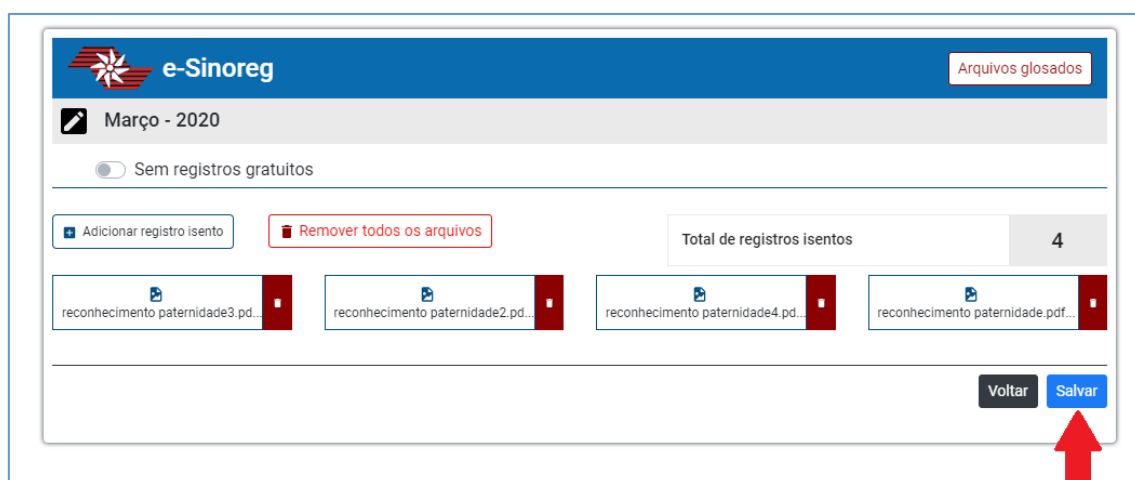 e-Sinoreg
Arquivos glosados
Março - 2020
Sem registros gratuitos
Adicionar registro isento
Remover todos os arquivos
Total de registros isentos
4
reconhecimento paternidade3.pd...
reconhecimento paternidade2.pd...
reconhecimento paternidade4.pd...
reconhecimento paternidade.pdf...
Voltar
Salvar